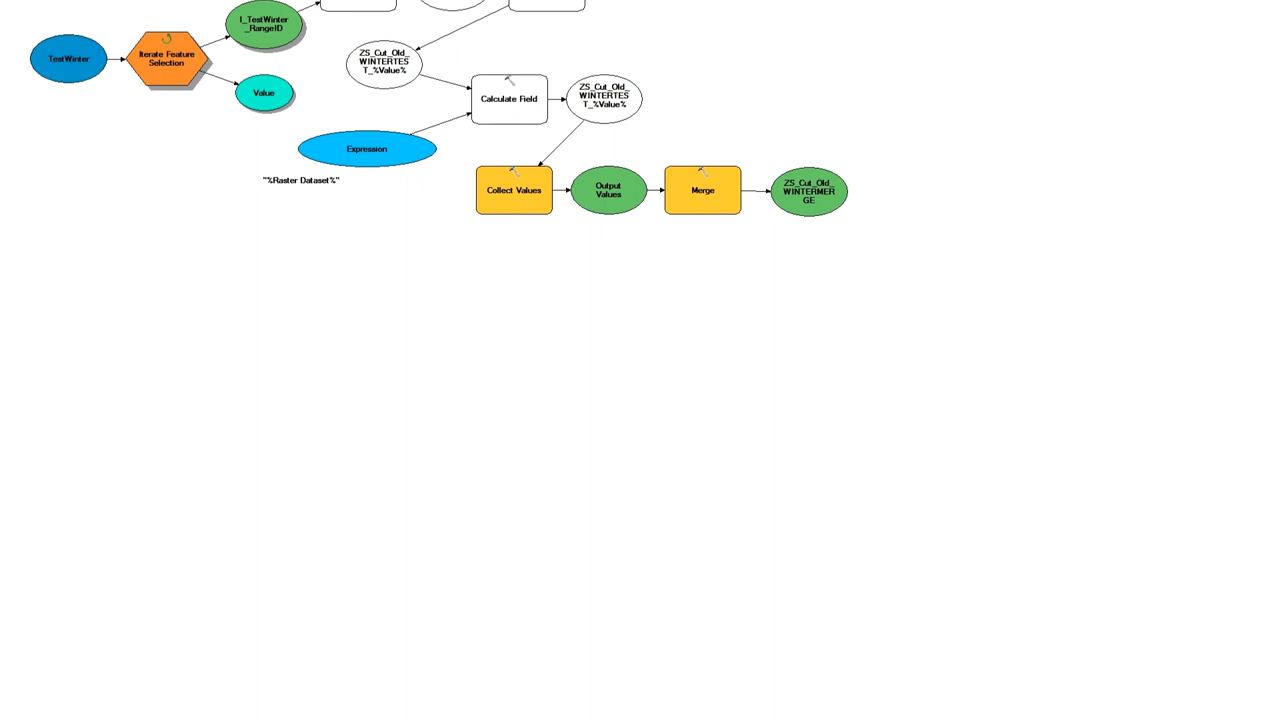 I_TestWinter
_RangeID
TestWinter
Iterate Feature
Selection
Value
ZS_Cut_Old_
WINTERTES
T_%Value%
Calculate Field
ZS_Cut_Old_
WINTERTES
T_%Value%
Expression
"%Raster Dataset%"
Collect Values
Output
Values
Merge
ZS_Cut_Old_
WINTERMER
GE